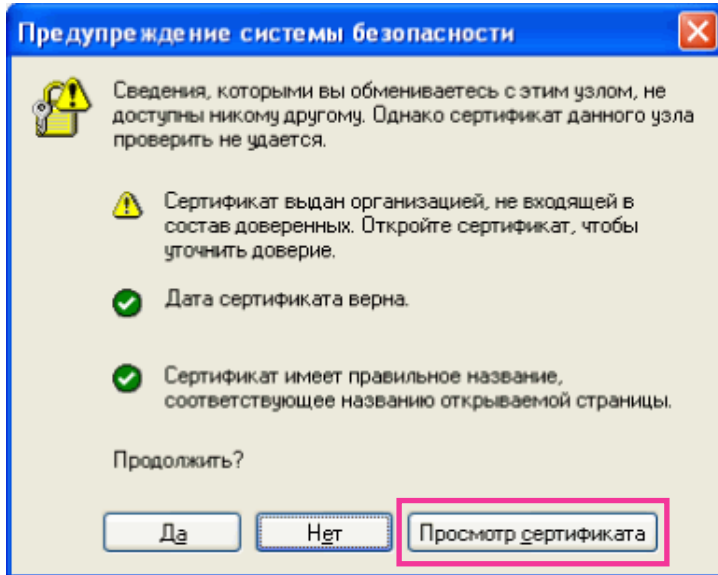 Предупреждение системы безопасности
Сведения, которыми вы обмениваетесь с этим узлом, не
доступны никому другому. Однако сертификат данного узла
проверить не удается.
Сертификат выдан организацией, не входящей в
состав доверенных. Откройте сертификат, чтобы
уточнить доверие.
Дата сертификата верна.
Сертификат имеет правильное название,
соответствующее названию открываемой страницы.
Продолжить?
Да
Нет
Просмотр сертификата